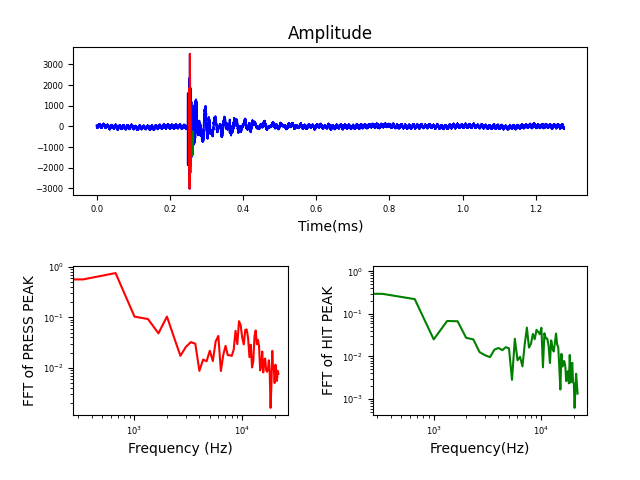 Amplitude
3000
2000
1000
0
−1000
−2000
−3000
0.0 0.2 0.4 0.6 0.8 1.0 1.2
Time(ms)
FFT of PRESS PEAK
10⁰
10⁻¹
10⁻²
10³ 10⁴
Frequency (Hz)
FFT of HIT PEAK
10⁰
10⁻¹
10⁻²
10⁻³
10³ 10⁴
Frequency(Hz)